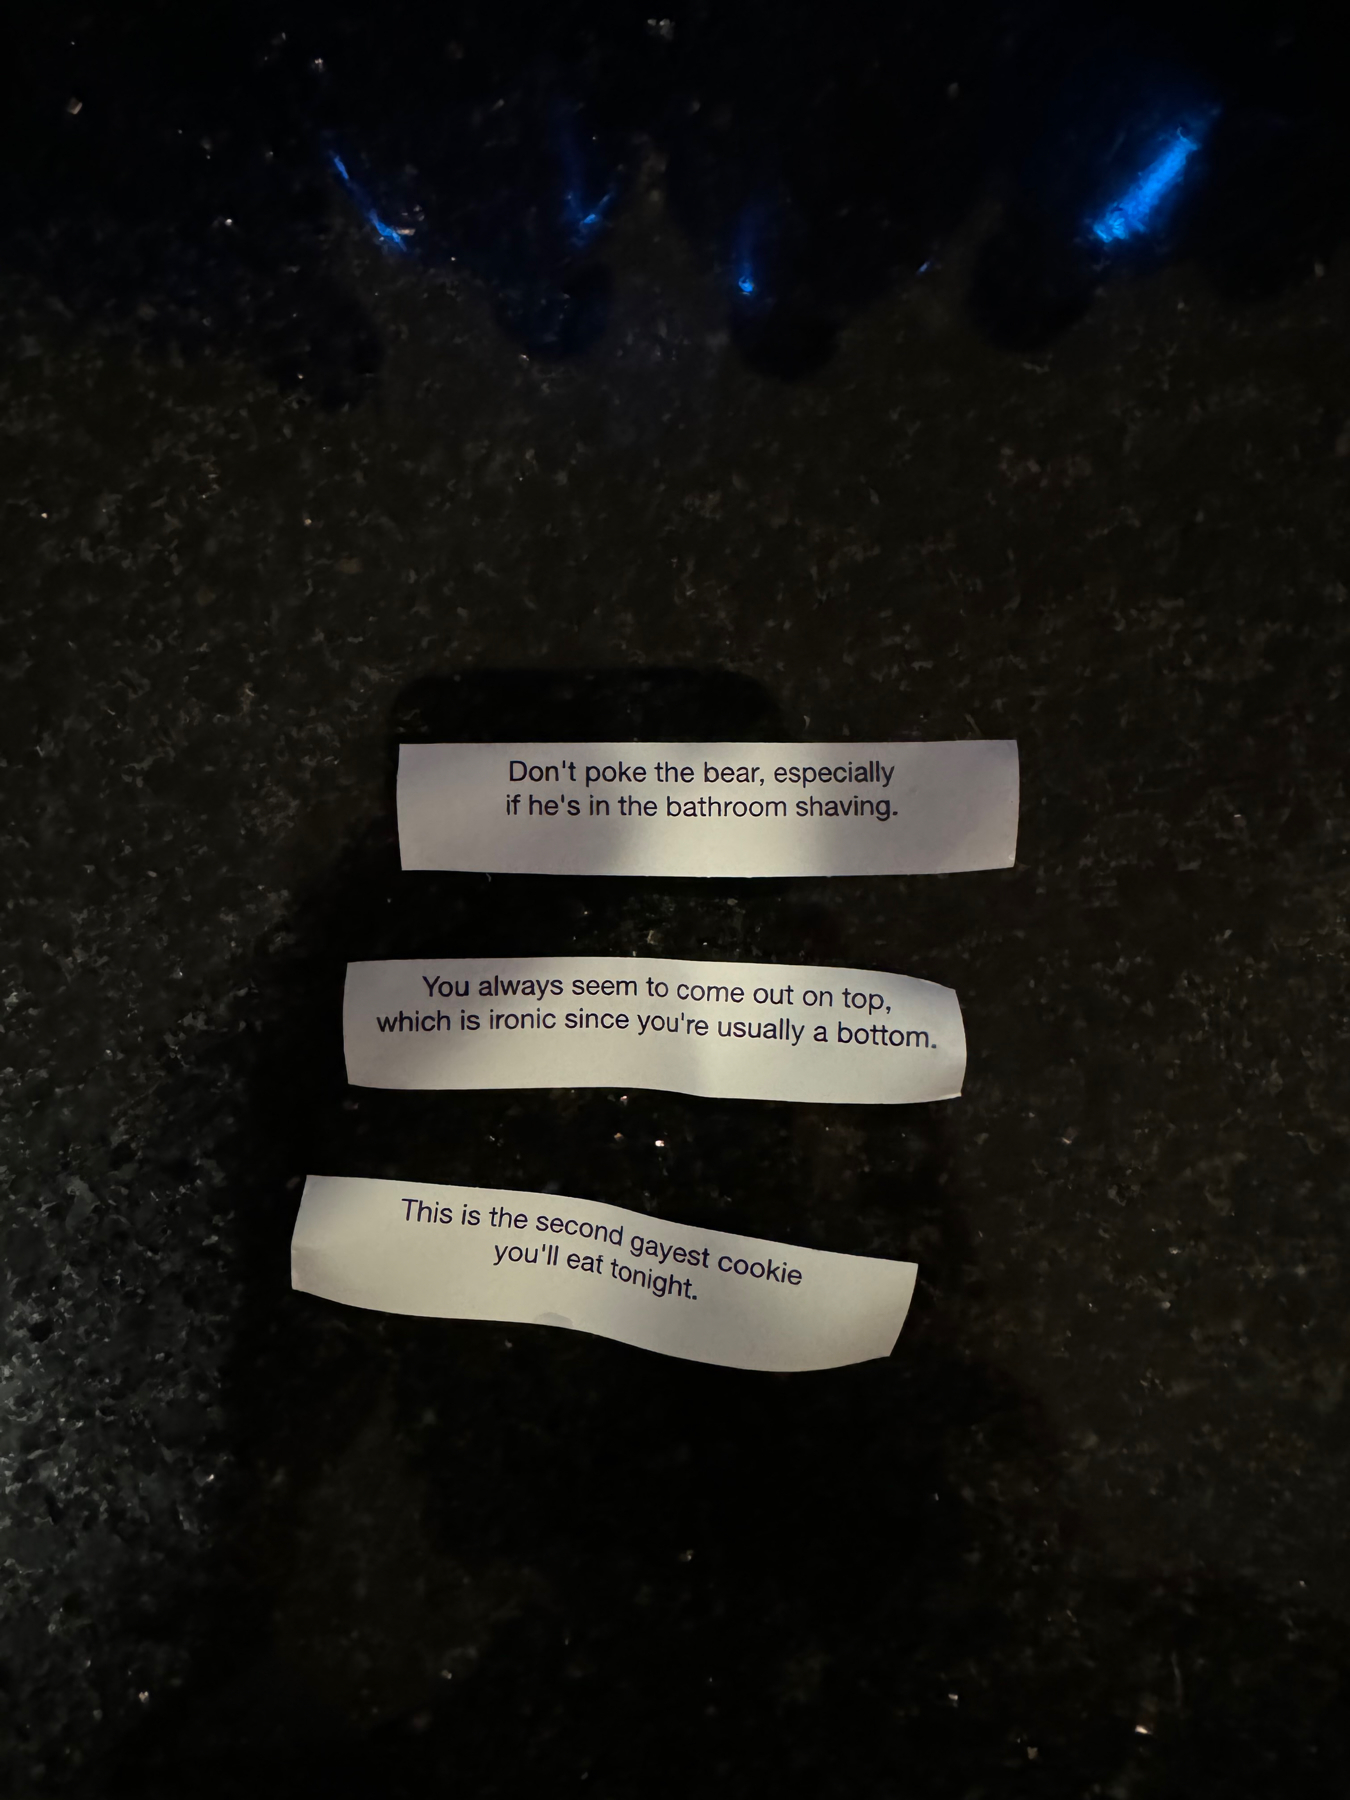 Don't poke the bear, especially
if he's in the bathroom shaving.
You always seem to come out on top,
which is ironic since you're usually a bottom.
This is the second gayest cookie
you'll eat tonight.